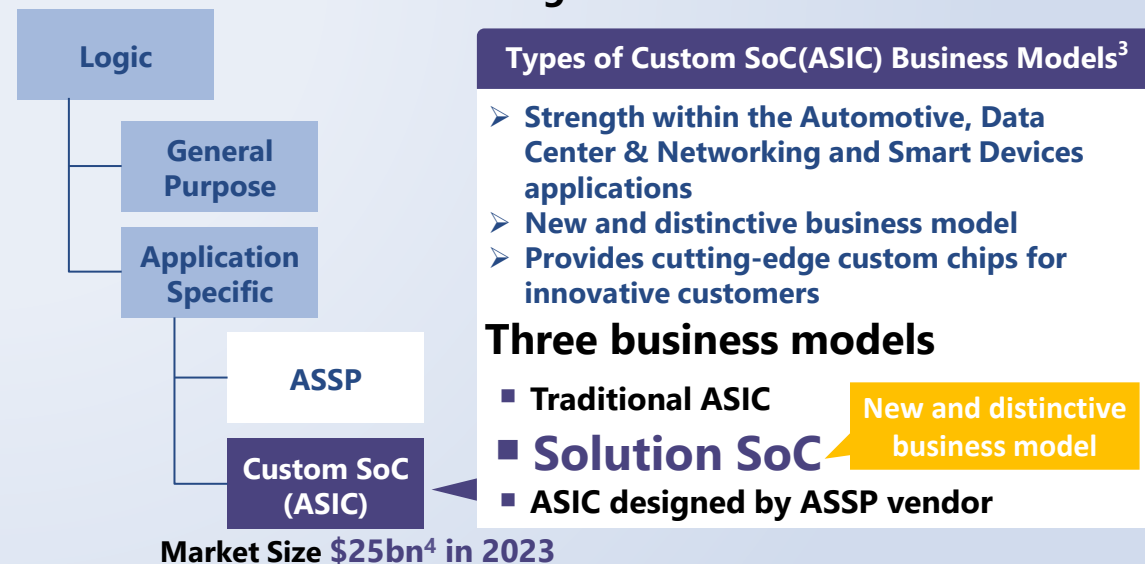 Logic
General
Purpose
Application
Specific
ASSP
Custom SoC
(ASIC)
Market Size $25bn4 in 2023
Types of Custom SoC(ASIC) Business Models3
➢ Strength within the Automotive, Data
Center & Networking and Smart Devices
applications
➢ New and distinctive business model
➢ Provides cutting-edge custom chips for
innovative customers
Three business models
▪ Traditional ASIC
▪ Solution SoC
▪ ASIC designed by ASSP vendor
New and distinctive
business model